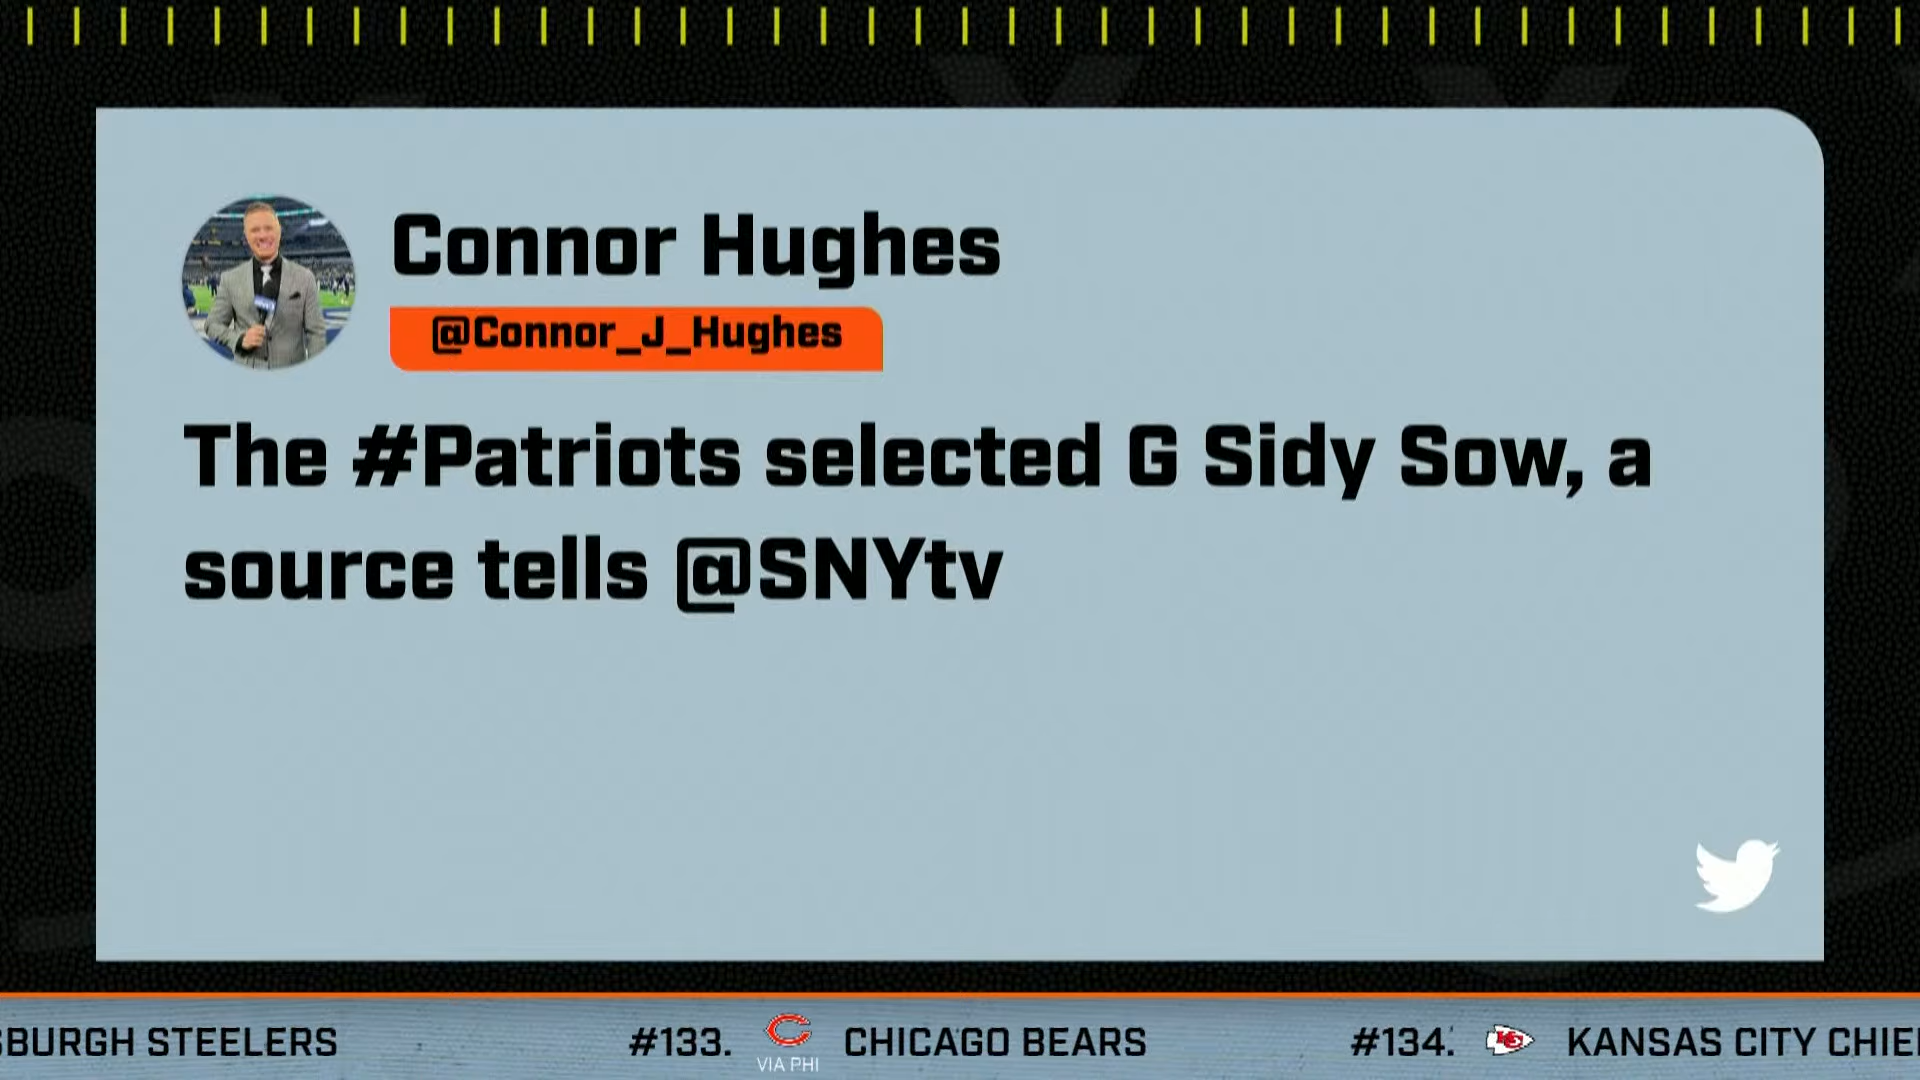 Connor Hughes
@Connor_J_Hughes
The #Patriots selected G Sidy Sow, a
source tells @SNYtv
SBURGH STEELERS #133. VIA PHI CHICAGO BEARS #134. KANSAS CITY CHIE